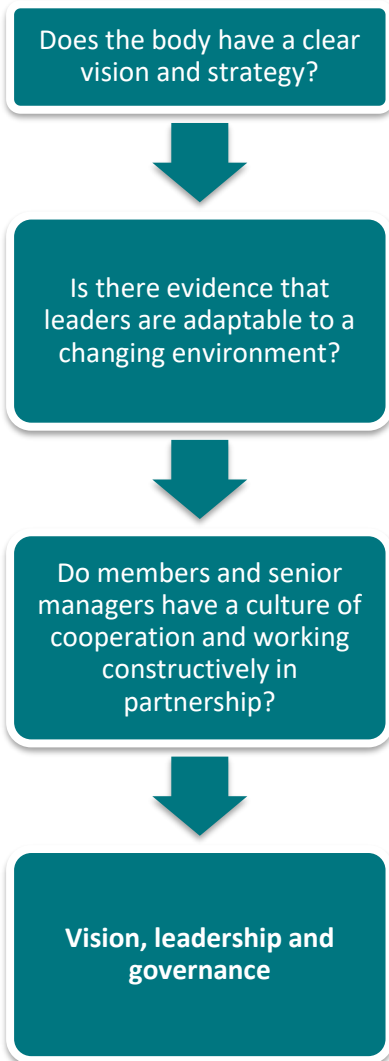 Does the body have a clear
vision and strategy?
Is there evidence that
leaders are adaptable to a
changing environment?
Do members and senior
managers have a culture of
cooperation and working
constructively in
partnership?
Vision, leadership and
governance